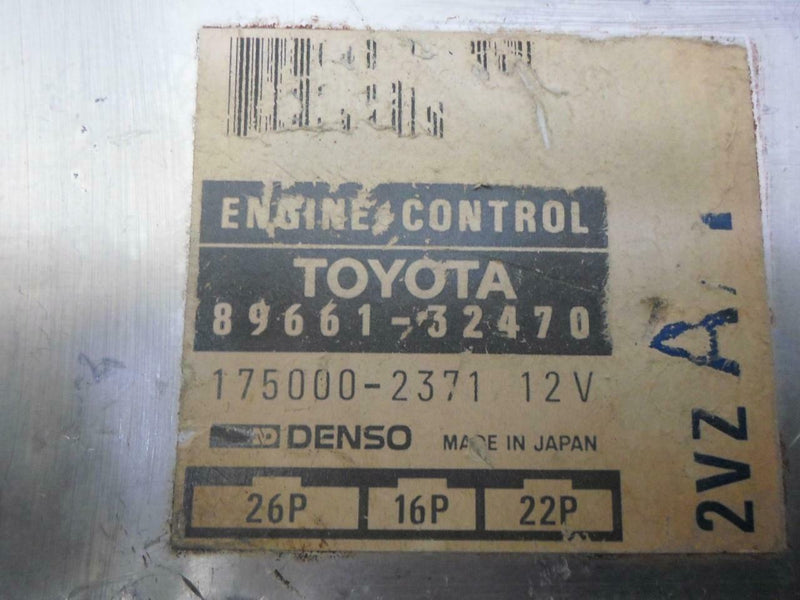 ENGINE CONTROL
TOYOTA
89661-32470
175000-2371 12V
DENSO MADE IN JAPAN
26P 16P 22P
2VZ A